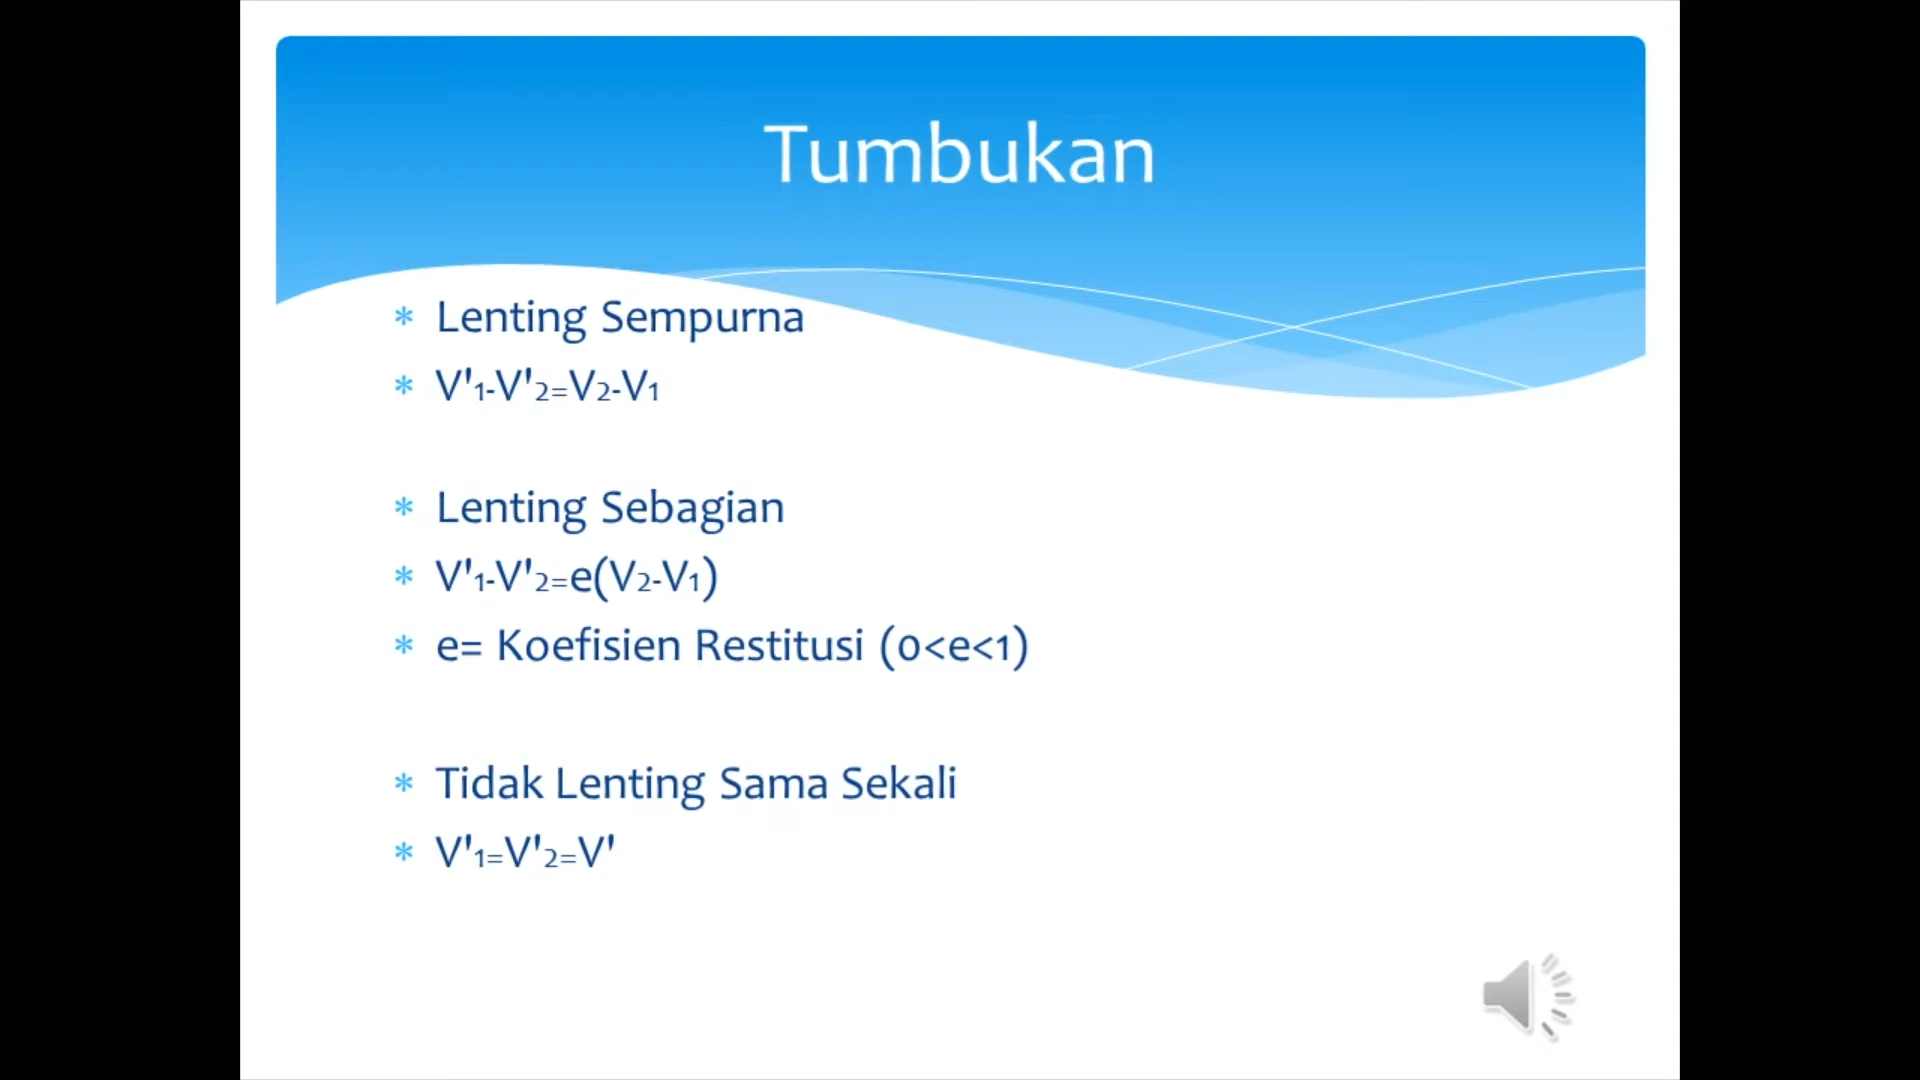 Tumbukan
* Lenting Sempurna
* V'₁-V'₂=V₂-V₁
* Lenting Sebagian
* V'₁-V'₂=e(V₂-V₁)
* e= Koefisien Restitusi (0<e<1)
* Tidak Lenting Sama Sekali
* V'₁=V'₂=V'